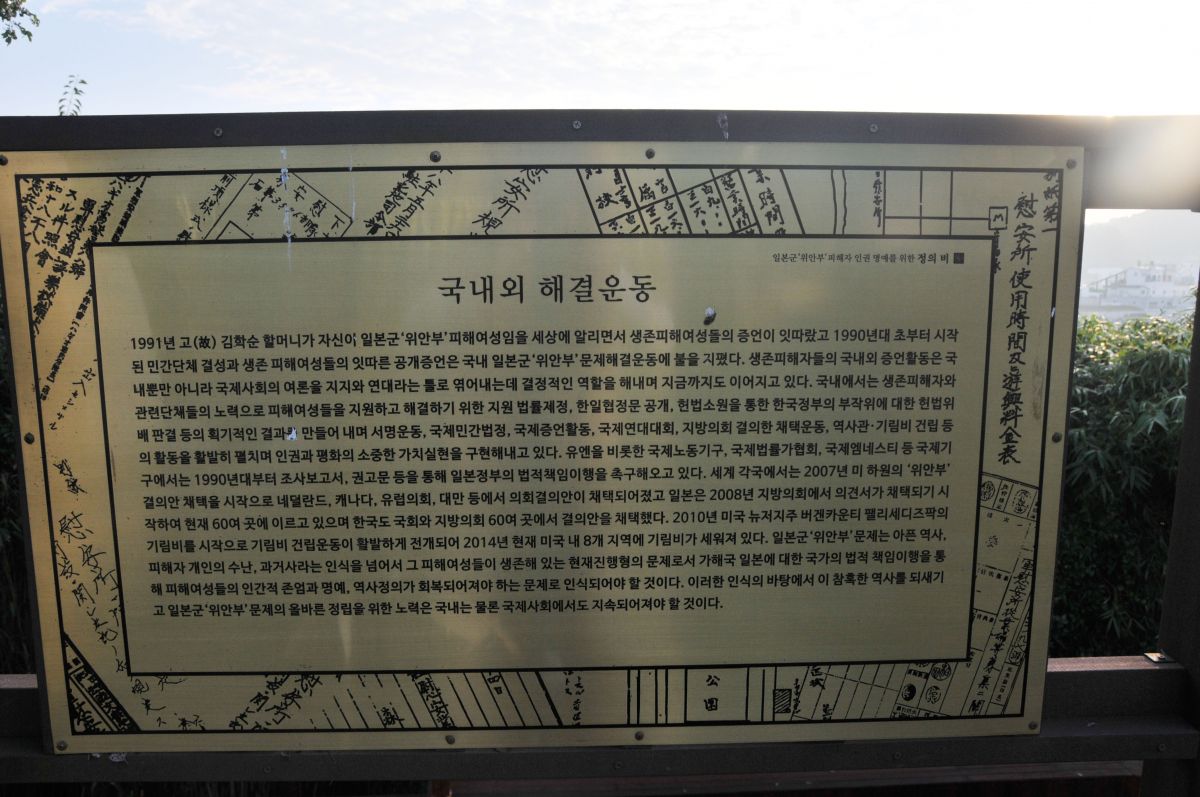 일본군'위안부' 피해자 인권 명예를 위한 정의 비
국내외 해결운동
1991년 고(故) 김학순 할머니가 자신이 일본군'위안부'피해여성임을 세상에 알리면서 생존피해여성들의 증언이 잇따랐고 1990년대 초부터 시작
된 민간단체 결성과 생존 피해여성들의 잇따른 공개증언은 국내 일본군'위안부'문제해결운동에 불을 지폈다. 생존피해자들의 국내외 증언활동은 국
내뿐만 아니라 국제사회의 여론을 지지와 연대라는 틀로 엮어내는데 결정적인 역할을 해내며 지금까지도 이어지고 있다. 국내에서는 생존피해자와
관련단체들의 노력으로 피해여성들을 지원하고 해결하기 위한 지원 법률제정, 한일협정문 공개, 헌법소원을 통한 한국정부의 부작위에 대한 헌법위
배 판결 등의 획기적인 결과를 만들어 내며 서명운동, 국제민간법정, 국제증언활동, 국제연대대회, 지방의회 결의한 채택운동, 역사관·기림비 건립 등
의 활동을 활발히 펼치며 인권과 평화의 소중한 가치실현을 구현해내고 있다. 유엔을 비롯한 국제노동기구, 국제법률가협회, 국제엠네스티 등 국제기
구에서는 1990년대부터 조사보고서, 권고문 등을 통해 일본정부의 법적책임이행을 촉구해오고 있다. 세계 각국에서는 2007년 미 하원의 '위안부'
결의안 채택을 시작으로 네덜란드, 캐나다, 유럽의회, 대만 등에서 의회결의안이 채택되어졌고 일본은 2008년 지방의회에서 의견서가 채택되기 시
작하여 현재 60여 곳에 이르고 있으며 한국도 국회와 지방의회 60여 곳에서 결의안을 채택했다. 2010년 미국 뉴저지주 버겐카운티 팰리세디즈팍의
기림비를 시작으로 기림비 건립운동이 활발하게 전개되어 2014년 현재 미국 내 8개 지역에 기림비가 세워져 있다. 일본군'위안부'문제는 아픈 역사,
피해자 개인의 수난, 과거사라는 인식을 넘어서 그 피해여성들이 생존해 있는 현재진행형의 문제로서 가해국 일본에 대한 국가의 법적 책임이행을 통
해 피해여성들의 인간적 존엄과 명예, 역사정의가 회복되어져야 하는 문제로 인식되어야 할 것이다. 이러한 인식의 바탕에서 이 참혹한 역사를 되새기
고 일본군'위안부'문제의 올바른 정립을 위한 노력은 국내는 물론 국제사회에서도 지속되어져야 할 것이다.
慰安所使用時間及ビ遊興料金表
公園